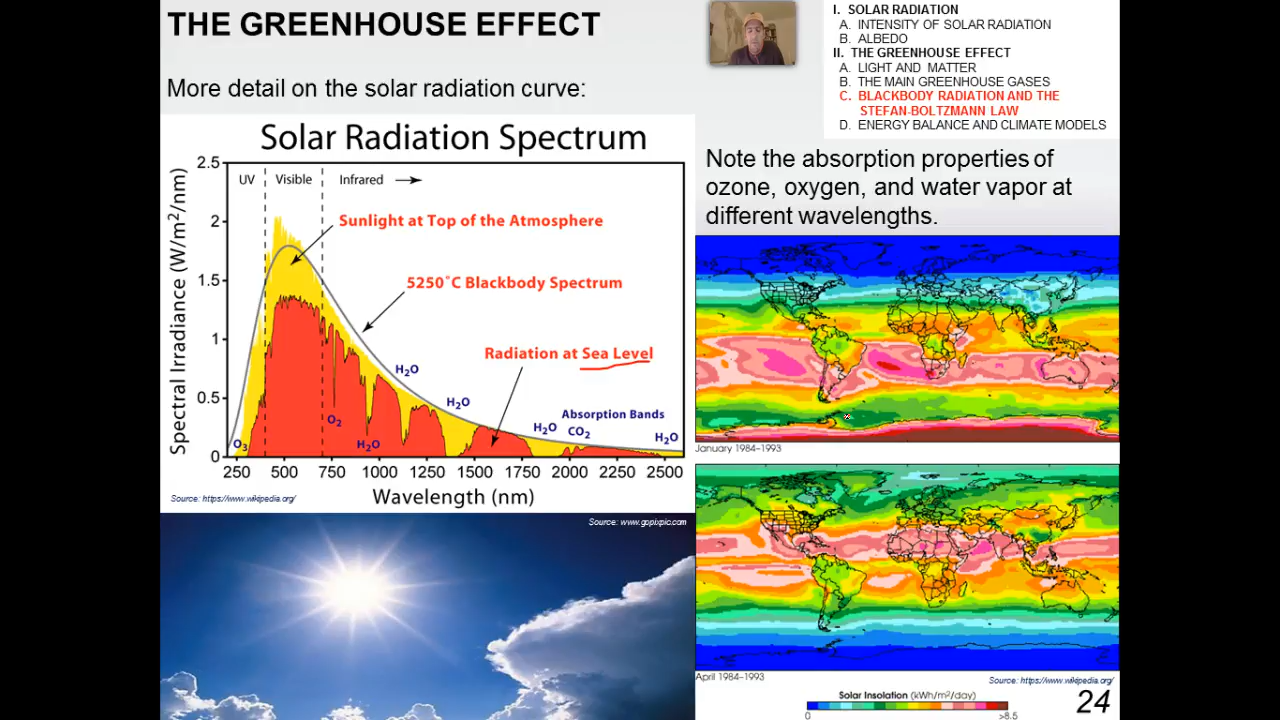 THE GREENHOUSE EFFECT
More detail on the solar radiation curve:
I. SOLAR RADIATION
A. INTENSITY OF SOLAR RADIATION
B. ALBEDO
II. THE GREENHOUSE EFFECT
A. LIGHT AND MATTER
B. THE MAIN GREENHOUSE GASES
C. BLACKBODY RADIATION AND THE
STEFAN-BOLTZMANN LAW
D. ENERGY BALANCE AND CLIMATE MODELS
Solar Radiation Spectrum
Spectral Irradiance (W/m²/nm)
2.5
2
1.5
1
0.5
0
UV
Visible
Infrared
Sunlight at Top of the Atmosphere
5250°C Blackbody Spectrum
Radiation at Sea Level
H₂O
H₂O
Absorption Bands
H₂O
CO₂
H₂O
O₂
H₂O
O₃
250 500 750 1000 1250 1500 1750 2000 2250 2500
Wavelength (nm)
Source: https://www.wikipedia.org/
Source: www.gopixpic.com
Note the absorption properties of
ozone, oxygen, and water vapor at
different wavelengths.
January 1984–1993
April 1984–1993
Source: https://www.wikipedia.org/
Solar Insolation (kWh/m²/day)
0 >8.5
24